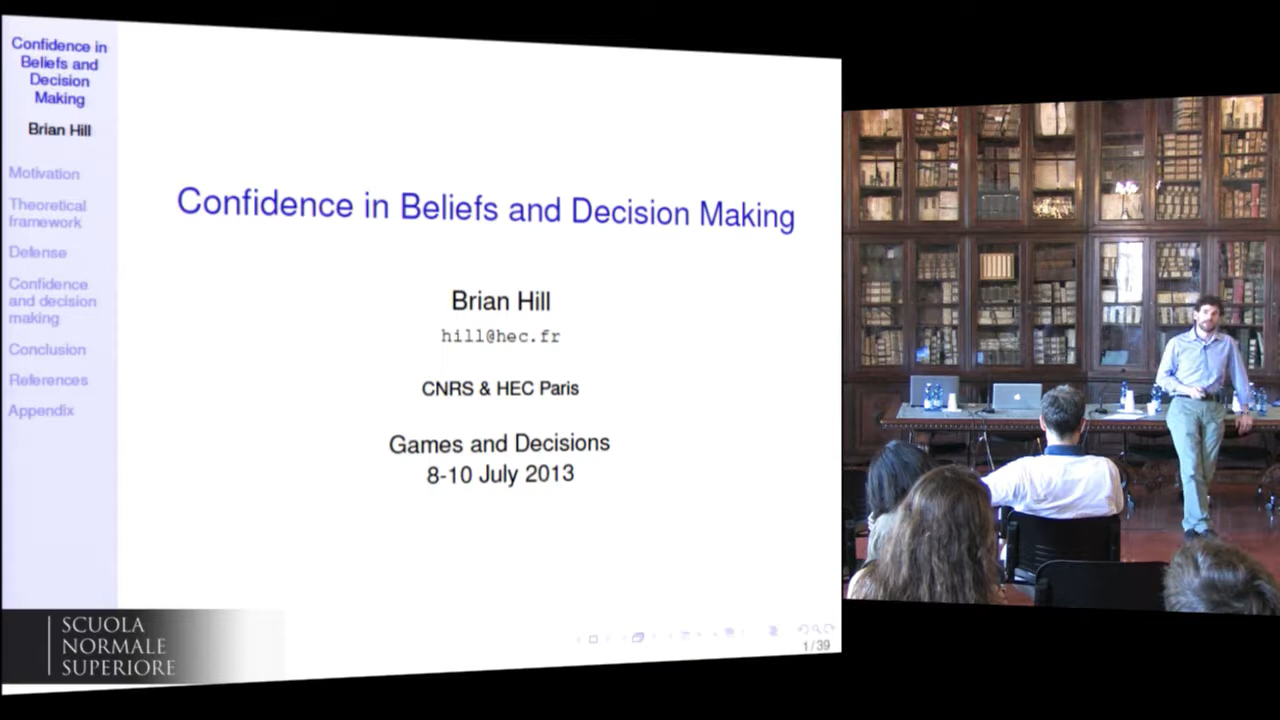 Confidence in
Beliefs and
Decision
Making
Brian Hill
Motivation
Theoretical
framework
Defense
Confidence
and decision
making
Conclusion
References
Appendix
Confidence in Beliefs and Decision Making
Brian Hill
hill@hec.fr
CNRS & HEC Paris
Games and Decisions
8-10 July 2013
1/39
SCUOLA
NORMALE
SUPERIORE